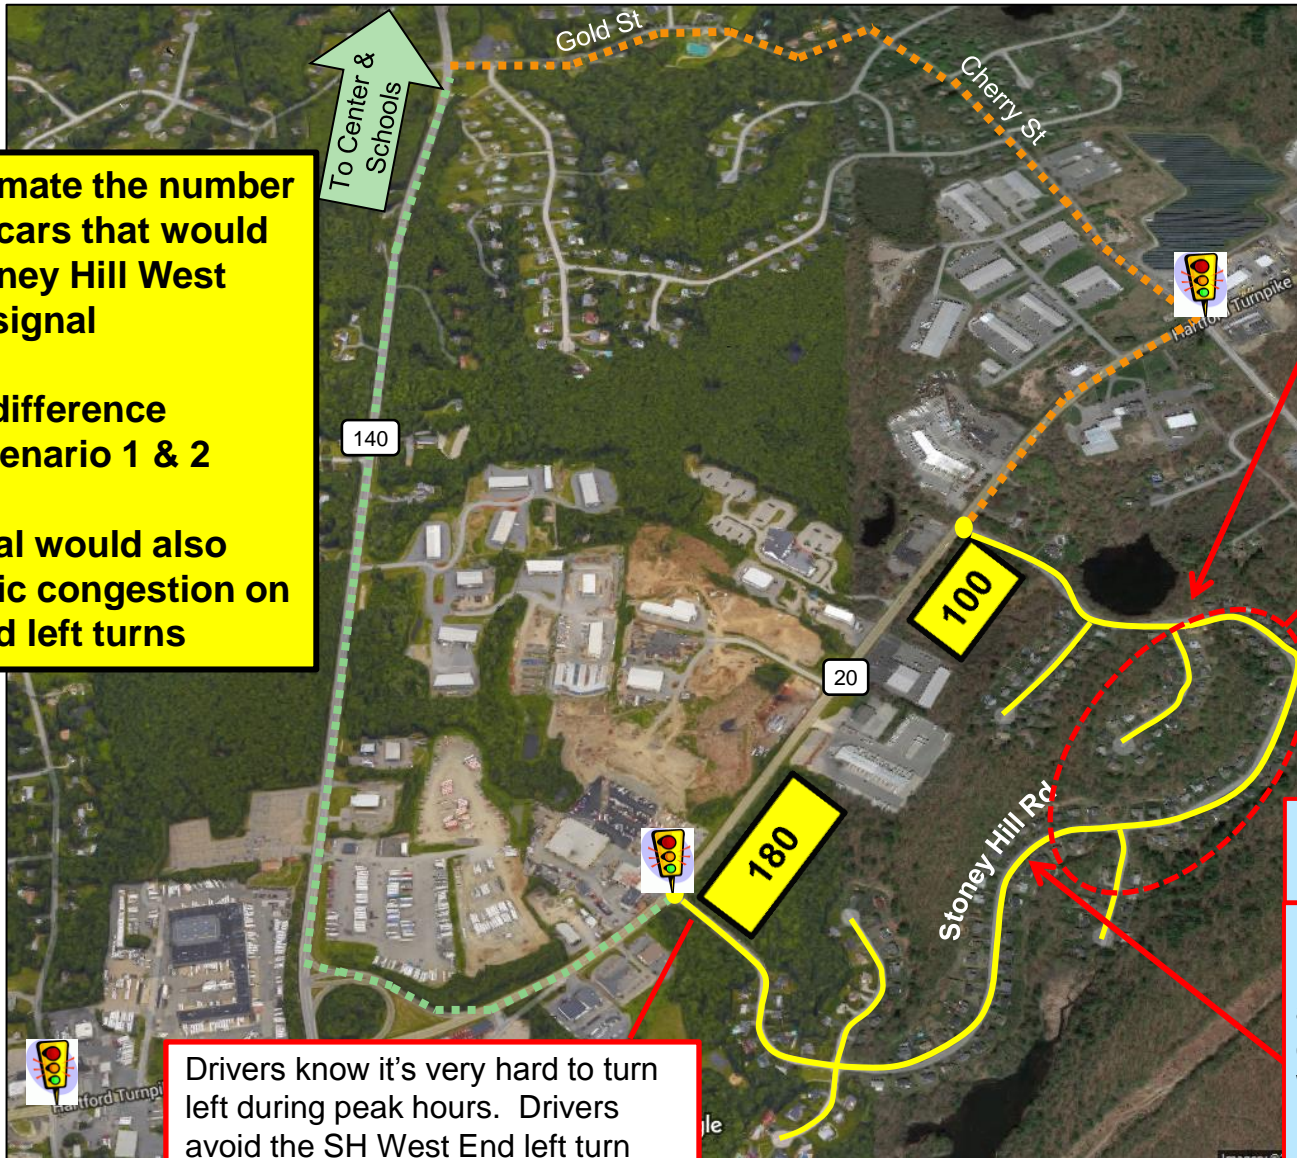 Gold St
Cherry St
To Center &
Schools
mate the number
cars that would
ney Hill West
signal
difference
enario 1 & 2
al would also
ic congestion on
d left turns
140
Hartford Turnpike
100
20
180
Stoney Hill Rd
Hartford Turnpi
Drivers know it’s very hard to turn
left during peak hours.  Drivers
avoid the SH West End left turn
gle